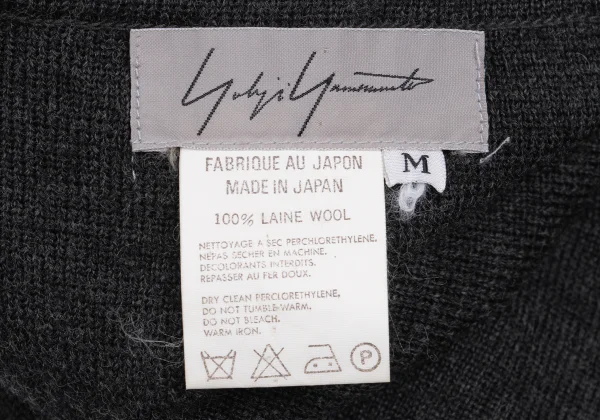 Yohji Yamamoto
M
FABRIQUE AU JAPON
MADE IN JAPAN
100% LAINE WOOL
NETTOYAGE A SEC PERCHLORETHYLENE.
NEPAS SECHER EN MACHINE.
DECOLORANTS INTERDITS.
REPASSER AU FER DOUX.
DRY CLEAN PERCLORETHYLENE,
DO NOT TUMBLE-WARM.
DO NOT BLEACH.
WARM IRON.
P